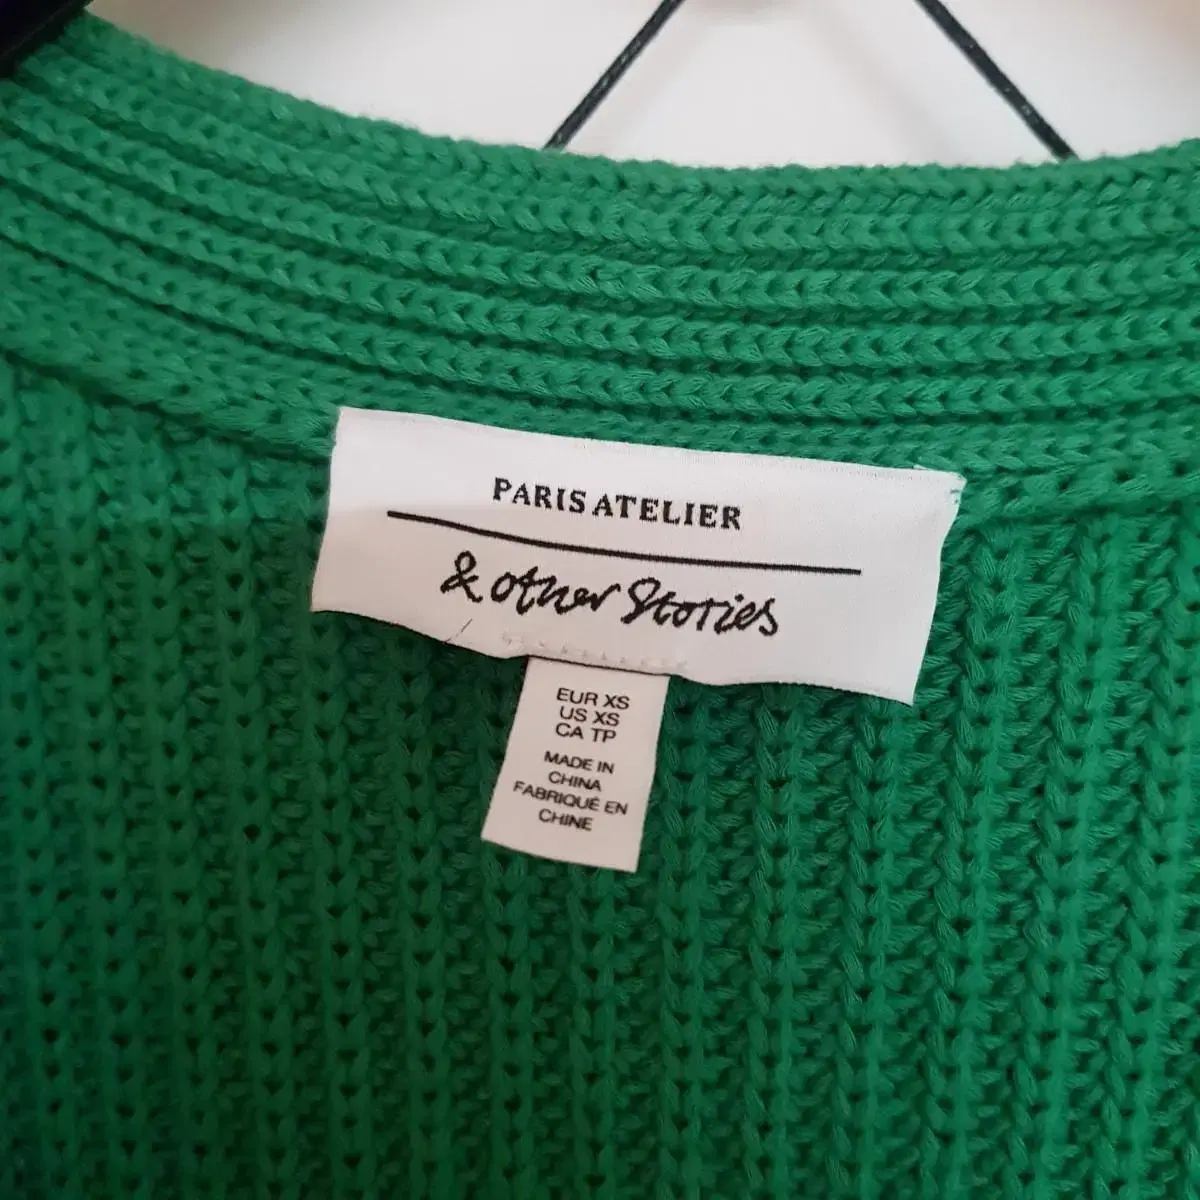 PARIS ATELIER
& other Stories
EUR XS
US XS
CA TP
MADE IN
CHINA
FABRIQUÉ EN
CHINE